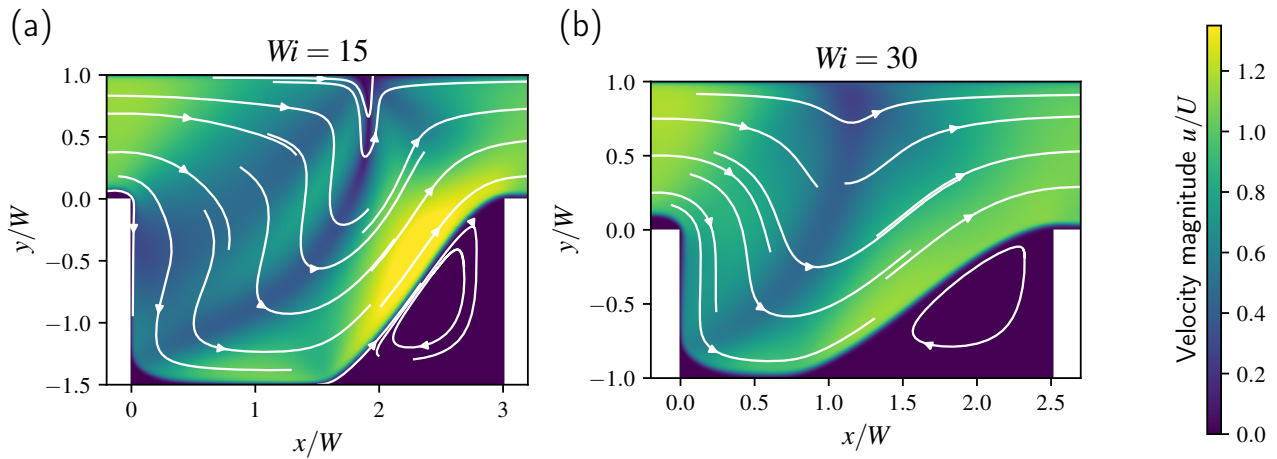 (a)
Wi = 15
1.0
0.5
0.0
−0.5
−1.0
−1.5
y/W
0 1 2 3
x/W
(b)
Wi = 30
1.0
0.5
0.0
−0.5
−1.0
y/W
0.0 0.5 1.0 1.5 2.0 2.5
x/W
1.2
1.0
0.8
0.6
0.4
0.2
0.0
Velocity magnitude u/U